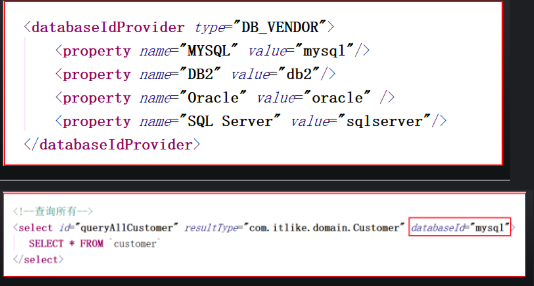 <databaseIdProvider type="DB_VENDOR">
<property name="MYSQL" value="mysql"/>
<property name="DB2" value="db2"/>
<property name="Oracle" value="oracle" />
<property name="SQL Server" value="sqlserver"/>
</databaseIdProvider>
<!--查询所有-->
<select id="queryAllCustomer" resultType="com.itlike.domain.Customer" databaseId="mysql">
SELECT * FROM `customer`
</select>